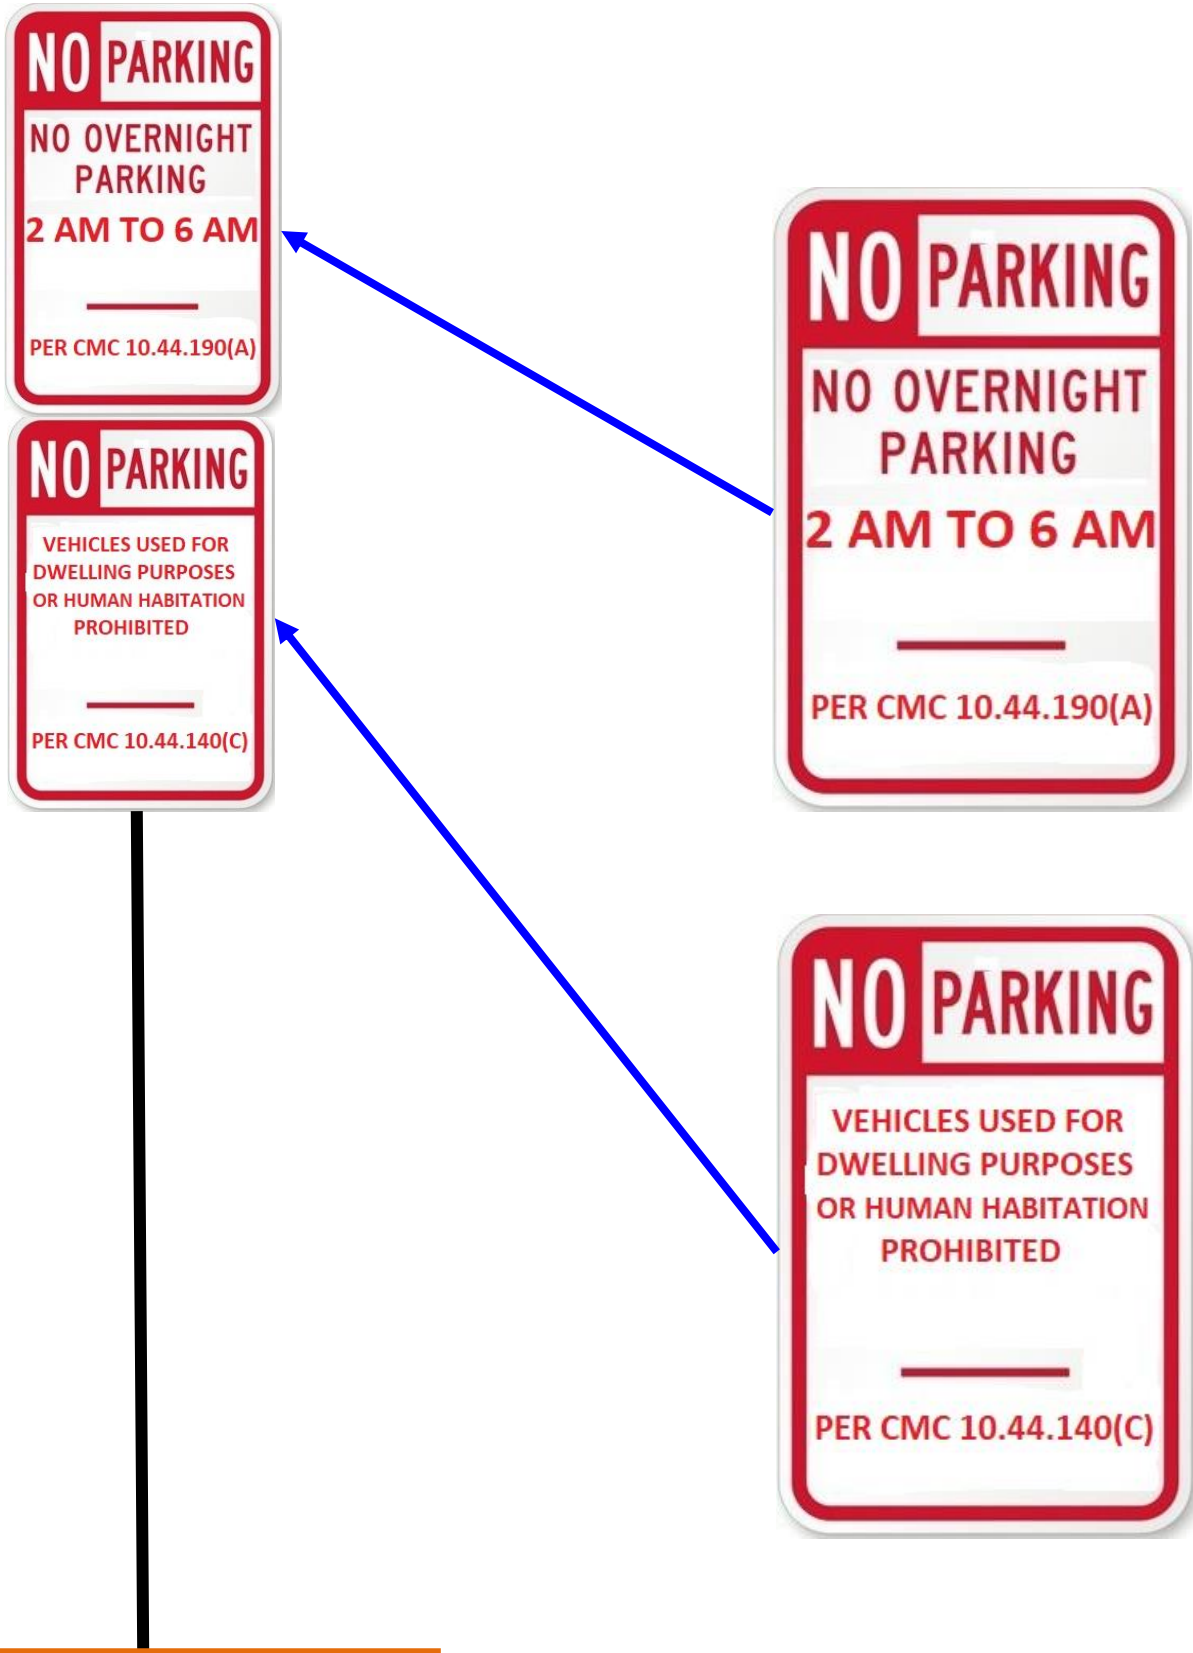 NO PARKING
NO OVERNIGHT
PARKING
2 AM TO 6 AM
PER CMC 10.44.190(A)
NO PARKING
VEHICLES USED FOR
DWELLING PURPOSES
OR HUMAN HABITATION
PROHIBITED
PER CMC 10.44.140(C)
NO PARKING
NO OVERNIGHT
PARKING
2 AM TO 6 AM
PER CMC 10.44.190(A)
NO PARKING
VEHICLES USED FOR
DWELLING PURPOSES
OR HUMAN HABITATION
PROHIBITED
PER CMC 10.44.140(C)